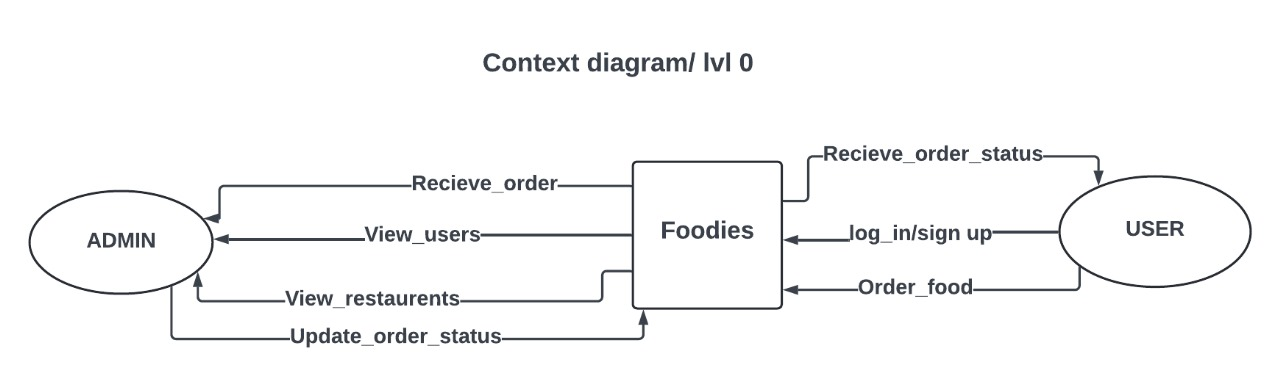 Context diagram/ lvl 0
Recieve_order_status
Recieve_order
View_users
ADMIN
Foodies
log_in/sign up
USER
Order_food
View_restaurents
Update_order_status